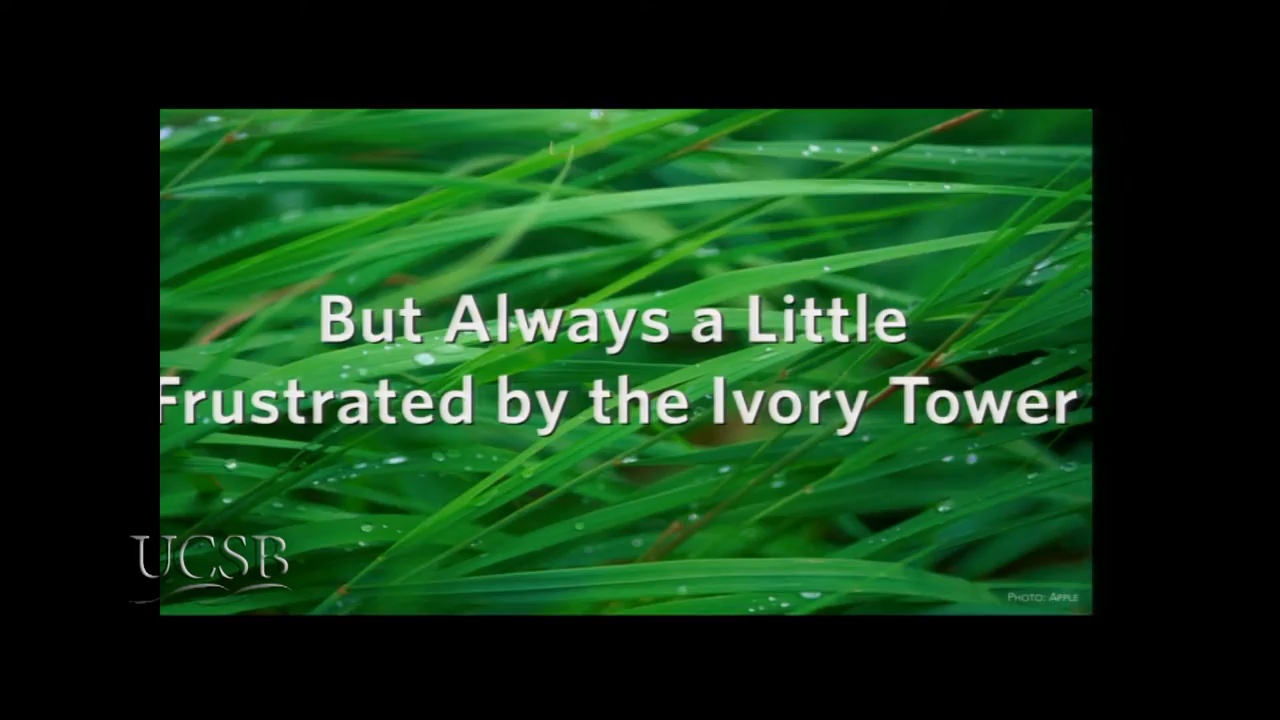 But Always a Little
Frustrated by the Ivory Tower
UCSB
PHOTO: APPLE